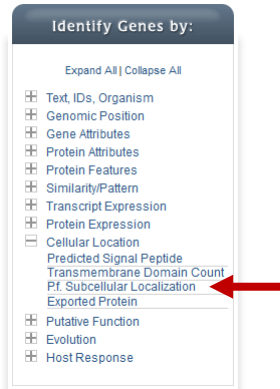 Identify Genes by:
Expand All | Collapse All
Text, IDs, Organism
Genomic Position
Gene Attributes
Protein Attributes
Protein Features
Similarity/Pattern
Transcript Expression
Protein Expression
Cellular Location
Predicted Signal Peptide
Transmembrane Domain Count
P.f. Subcellular Localization
Exported Protein
Putative Function
Evolution
Host Response